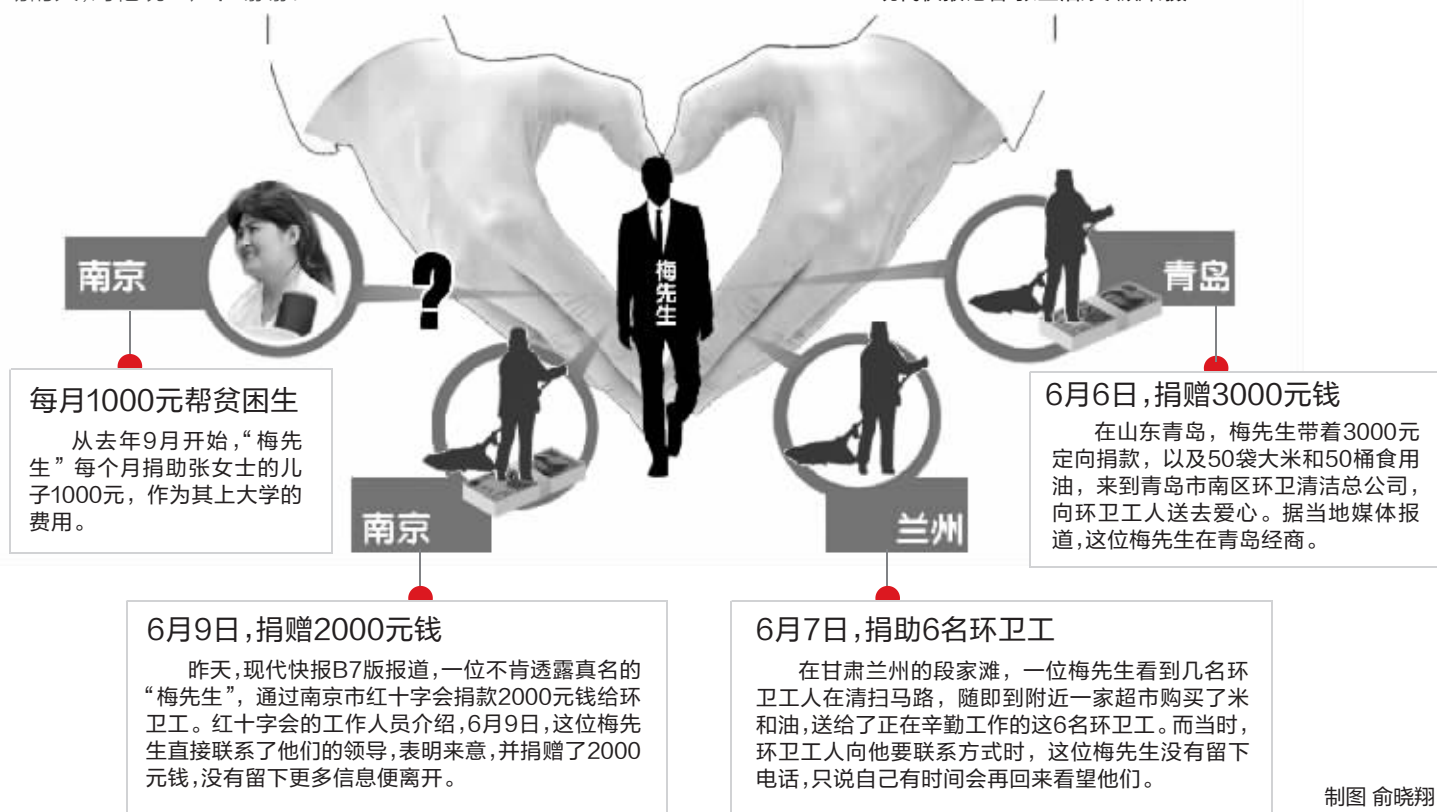 南京
?
梅先生
青岛
每月1000元帮贫困生
从去年9月开始，“梅先
生”每个月捐助张女士的儿
子1000元，作为其上大学的
费用。
6月6日，捐赠3000元钱
在山东青岛，梅先生带着3000元
定向捐款，以及50袋大米和50桶食用
油，来到青岛市南区环卫清洁总公司，
向环卫工人送去爱心。据当地媒体报
道，这位梅先生在青岛经商。
南京
兰州
6月9日，捐赠2000元钱
昨天，现代快报B7版报道，一位不肯透露真名的
“梅先生”，通过南京市红十字会捐款2000元钱给环
卫工。红十字会的工作人员介绍，6月9日，这位梅先
生直接联系了他们的领导，表明来意，并捐赠了2000
元钱，没有留下更多信息便离开。
6月7日，捐助6名环卫工
在甘肃兰州的段家滩，一位梅先生看到几名环
卫工人在清扫马路，随即到附近一家超市购买了米
和油，送给了正在辛勤工作的这6名环卫工。而当时，
环卫工人向他要联系方式时，这位梅先生没有留下
电话，只说自己有时间会再回来看望他们。
制图 俞晓翔